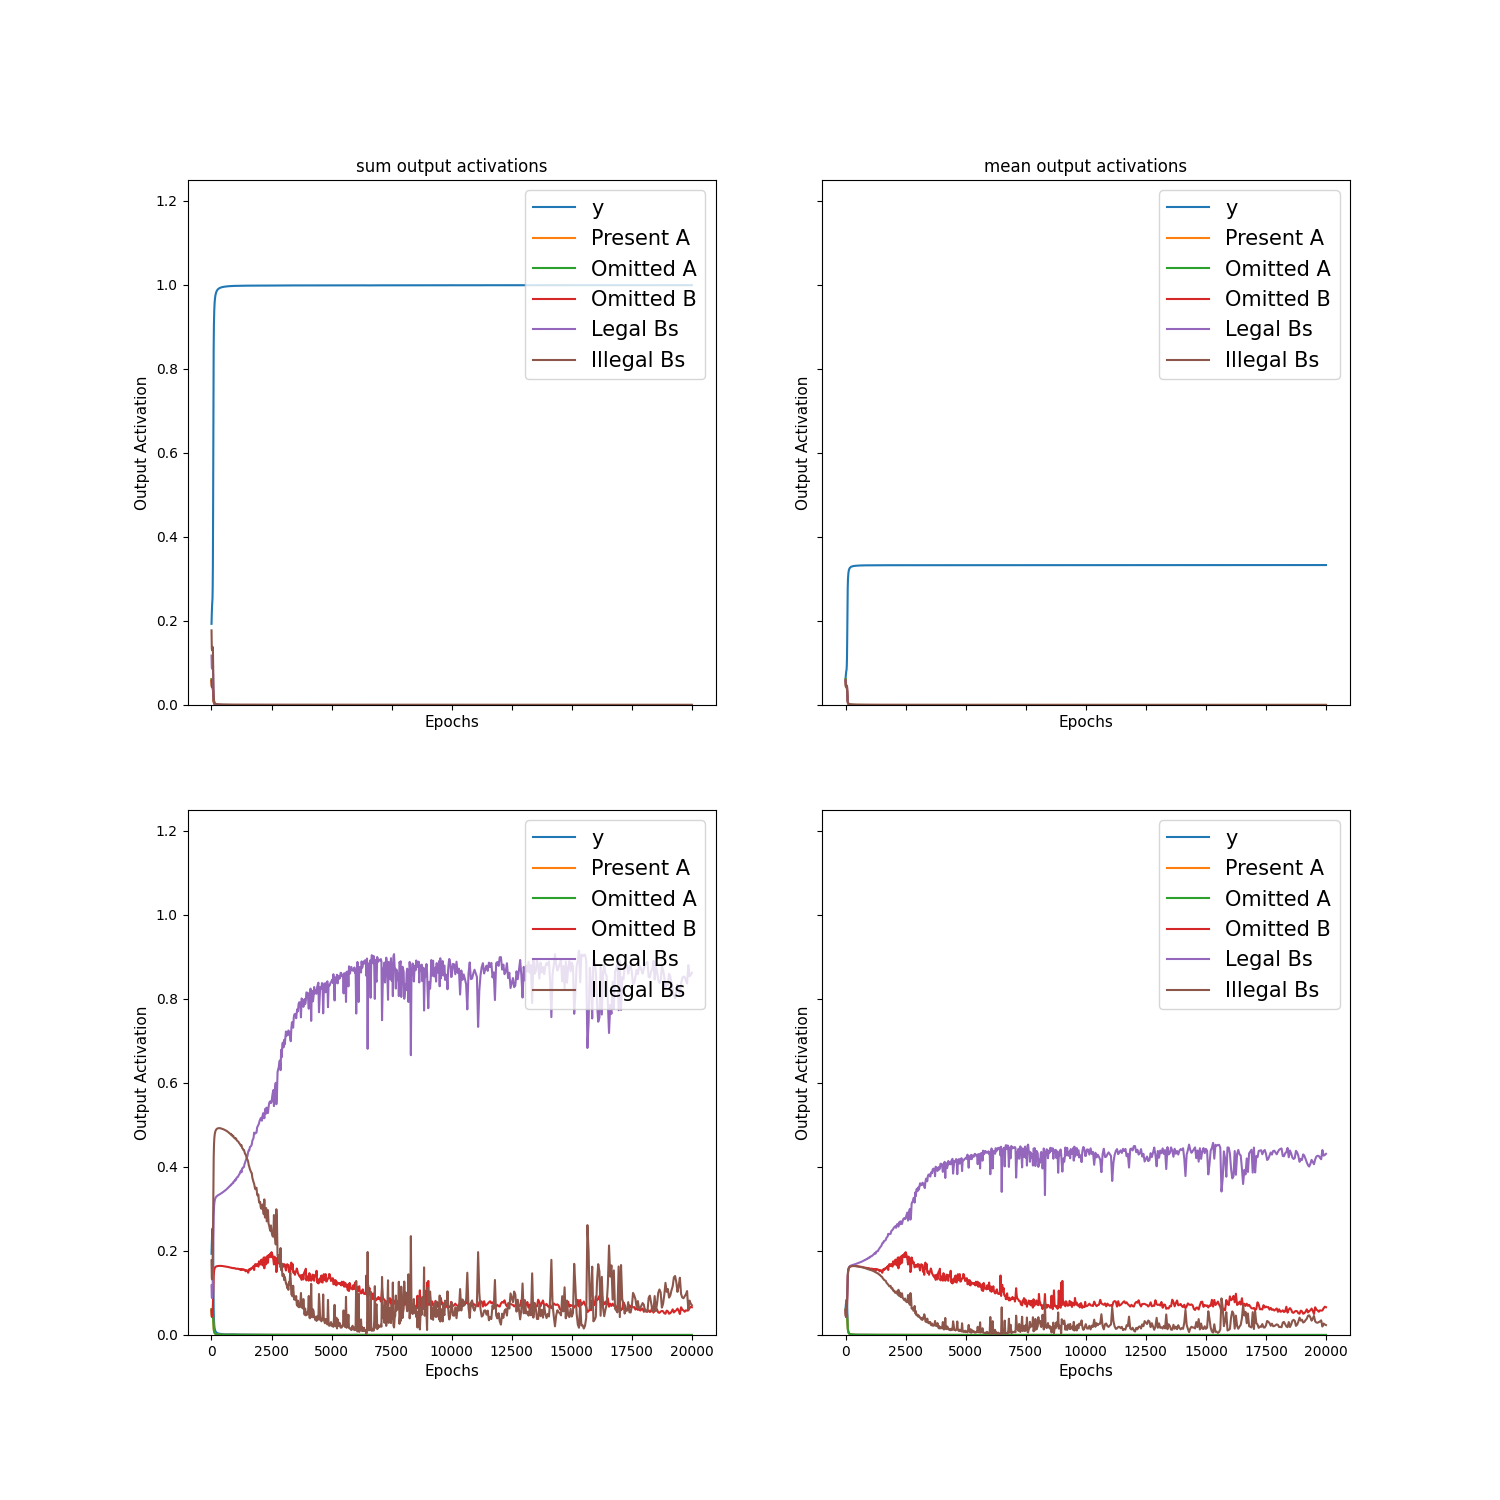 sum output activations
mean output activations
1.2
1.0
0.8
0.6
0.4
0.2
0.0
Output Activation
y
Present A
Omitted A
Omitted B
Legal Bs
Illegal Bs
Epochs
Output Activation
y
Present A
Omitted A
Omitted B
Legal Bs
Illegal Bs
Epochs
1.2
1.0
0.8
0.6
0.4
0.2
0.0
Output Activation
y
Present A
Omitted A
Omitted B
Legal Bs
Illegal Bs
0 2500 5000 7500 10000 12500 15000 17500 20000
Epochs
Output Activation
y
Present A
Omitted A
Omitted B
Legal Bs
Illegal Bs
0 2500 5000 7500 10000 12500 15000 17500 20000
Epochs